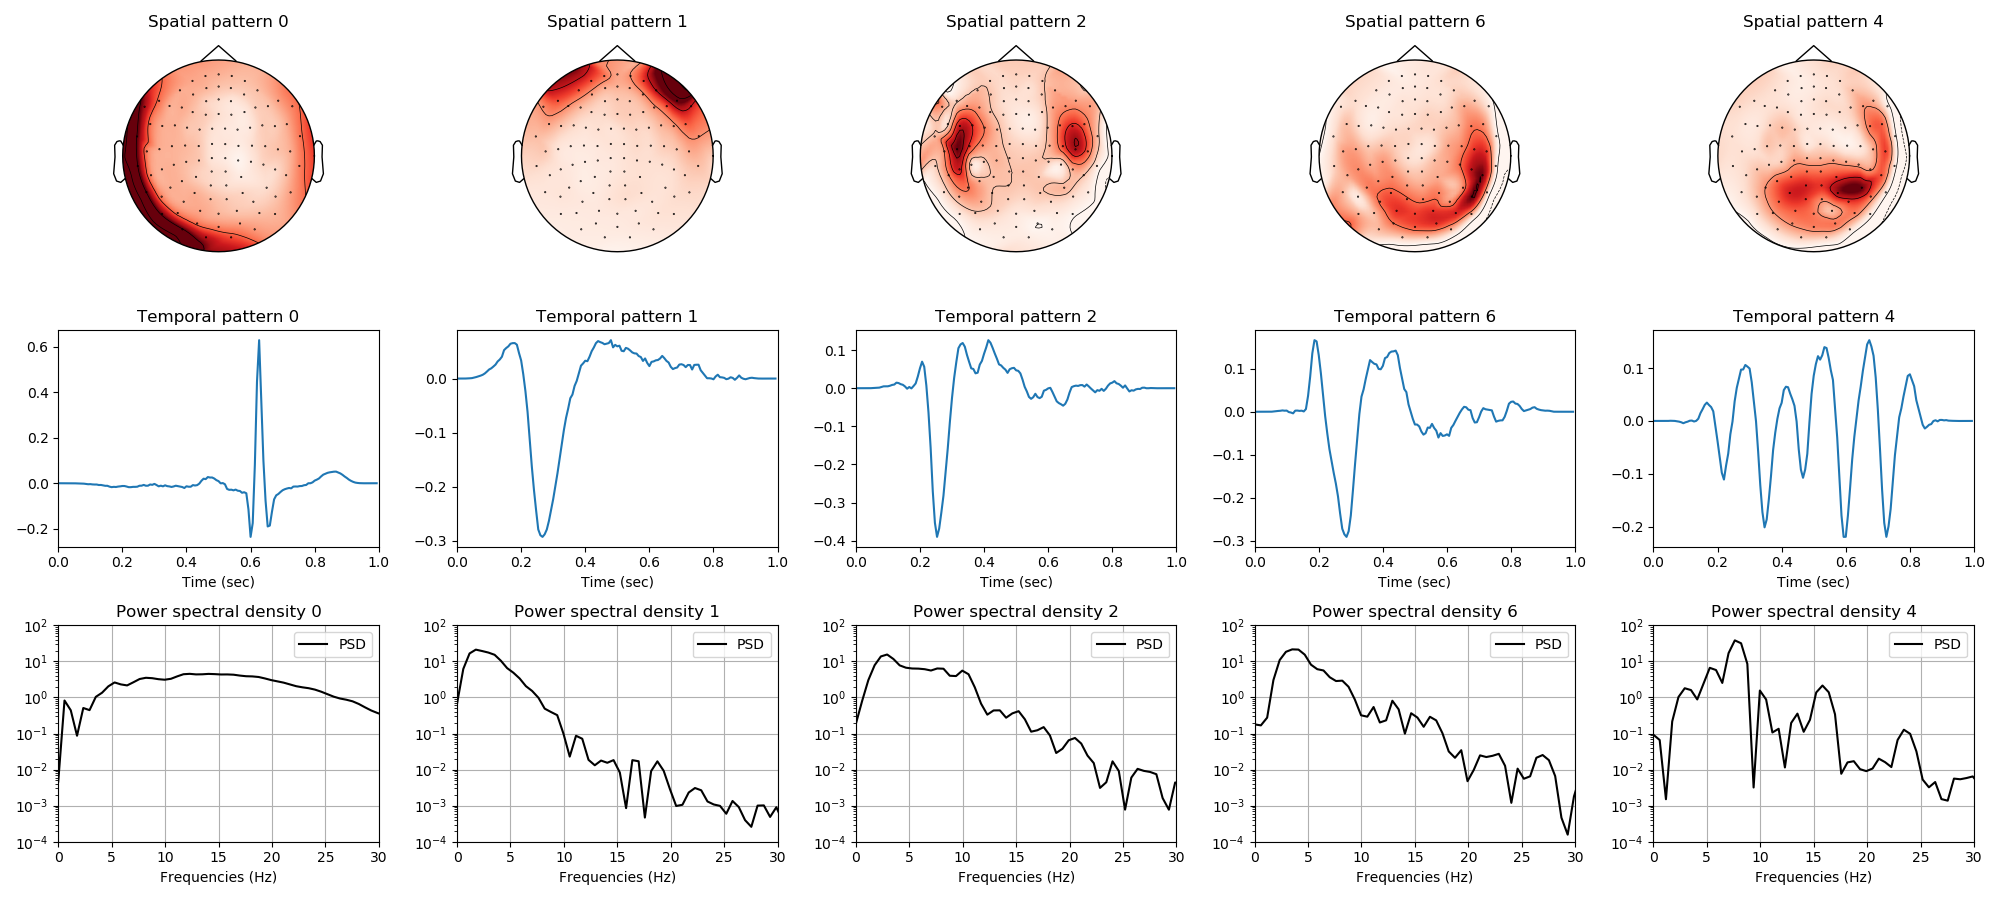 Spatial pattern 0 Spatial pattern 1 Spatial pattern 2 Spatial pattern 6 Spatial pattern 4
Temporal pattern 0
0.6
0.4
0.2
0.0
−0.2
0.0 0.2 0.4 0.6 0.8 1.0
Time (sec)
Temporal pattern 1
0.0
−0.1
−0.2
−0.3
0.0 0.2 0.4 0.6 0.8 1.0
Time (sec)
Temporal pattern 2
0.1
0.0
−0.1
−0.2
−0.3
−0.4
0.0 0.2 0.4 0.6 0.8 1.0
Time (sec)
Temporal pattern 6
0.1
0.0
−0.1
−0.2
−0.3
0.0 0.2 0.4 0.6 0.8 1.0
Time (sec)
Temporal pattern 4
0.1
0.0
−0.1
−0.2
0.0 0.2 0.4 0.6 0.8 1.0
Time (sec)
Power spectral density 0
PSD
10²
10¹
10⁰
10⁻¹
10⁻²
10⁻³
10⁻⁴
0 5 10 15 20 25 30
Frequencies (Hz)
Power spectral density 1
PSD
10²
10¹
10⁰
10⁻¹
10⁻²
10⁻³
10⁻⁴
0 5 10 15 20 25 30
Frequencies (Hz)
Power spectral density 2
PSD
10²
10¹
10⁰
10⁻¹
10⁻²
10⁻³
10⁻⁴
0 5 10 15 20 25 30
Frequencies (Hz)
Power spectral density 6
PSD
10²
10¹
10⁰
10⁻¹
10⁻²
10⁻³
10⁻⁴
0 5 10 15 20 25 30
Frequencies (Hz)
Power spectral density 4
PSD
10²
10¹
10⁰
10⁻¹
10⁻²
10⁻³
10⁻⁴
0 5 10 15 20 25 30
Frequencies (Hz)